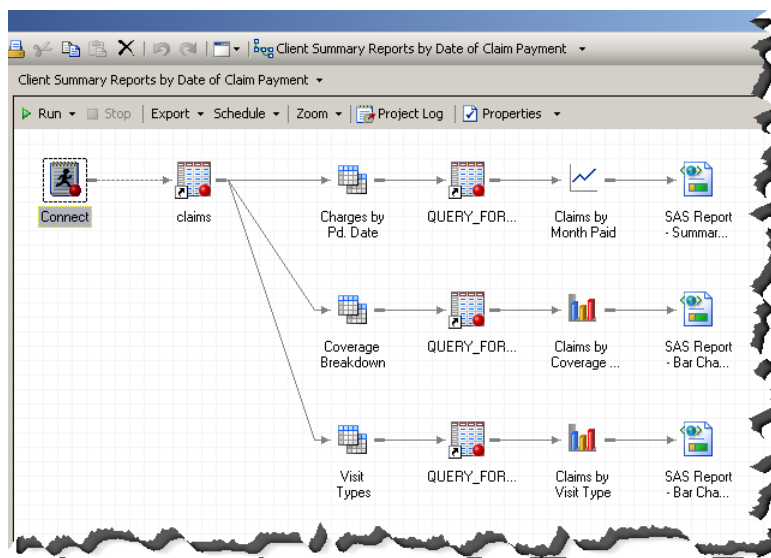 Client Summary Reports by Date of Claim Payment
Client Summary Reports by Date of Claim Payment
Run Stop Export Schedule Zoom Project Log Properties
Connect
claims
Charges by
Pd. Date
QUERY_FOR...
Claims by
Month Paid
SAS Report
- Summar...
Coverage
Breakdown
QUERY_FOR...
Claims by
Coverage ...
SAS Report
- Bar Cha...
Visit
Types
QUERY_FOR...
Claims by
Visit Type
SAS Report
- Bar Cha...